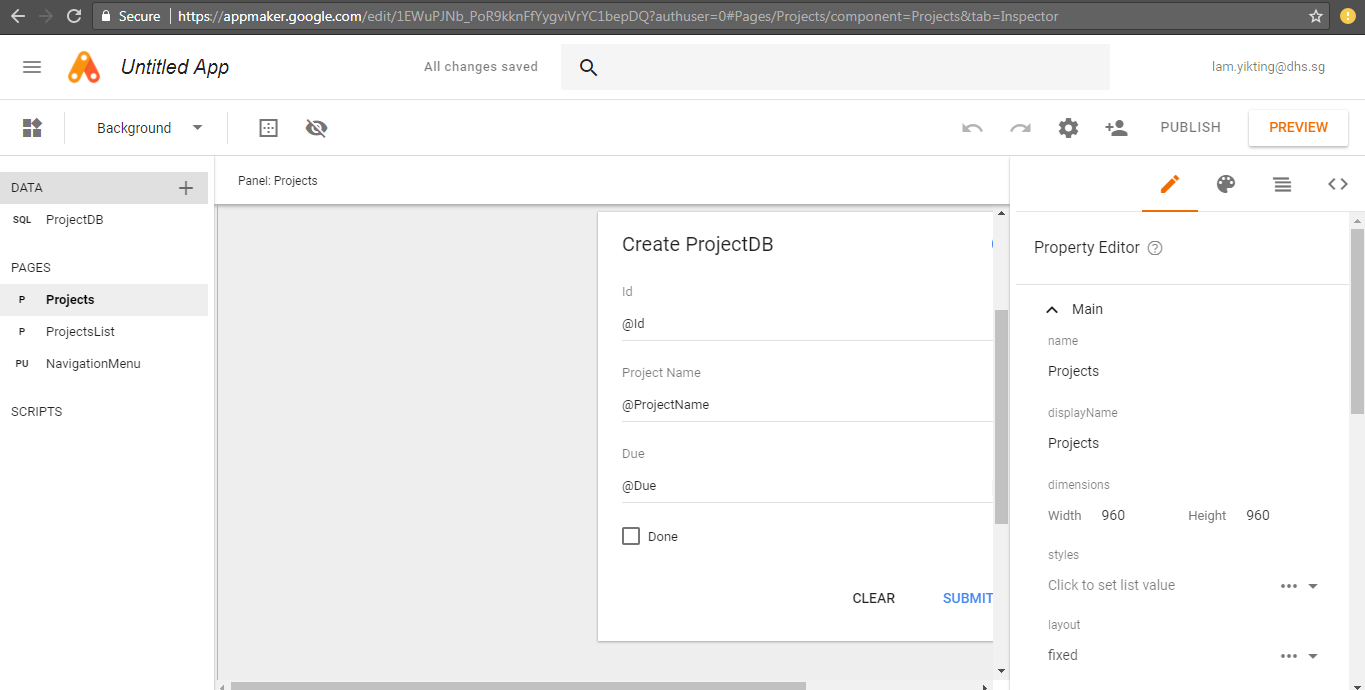 Secure https://appmaker.google.com/edit/1EWuPJNb_PoR9kknFfYygviVrYC1bepDQ?authuser=0#Pages/Projects/component=Projects&tab=Inspector
Untitled App All changes saved lam.yikting@dhs.sg
Background PUBLISH PREVIEW
DATA
SQL ProjectDB
PAGES
P Projects
P ProjectsList
PU NavigationMenu
SCRIPTS
Panel: Projects
Create ProjectDB
Id
@Id
Project Name
@ProjectName
Due
@Due
Done
CLEAR SUBMIT
Property Editor
Main
name
Projects
displayName
Projects
dimensions
Width 960 Height 960
styles
Click to set list value
layout
fixed